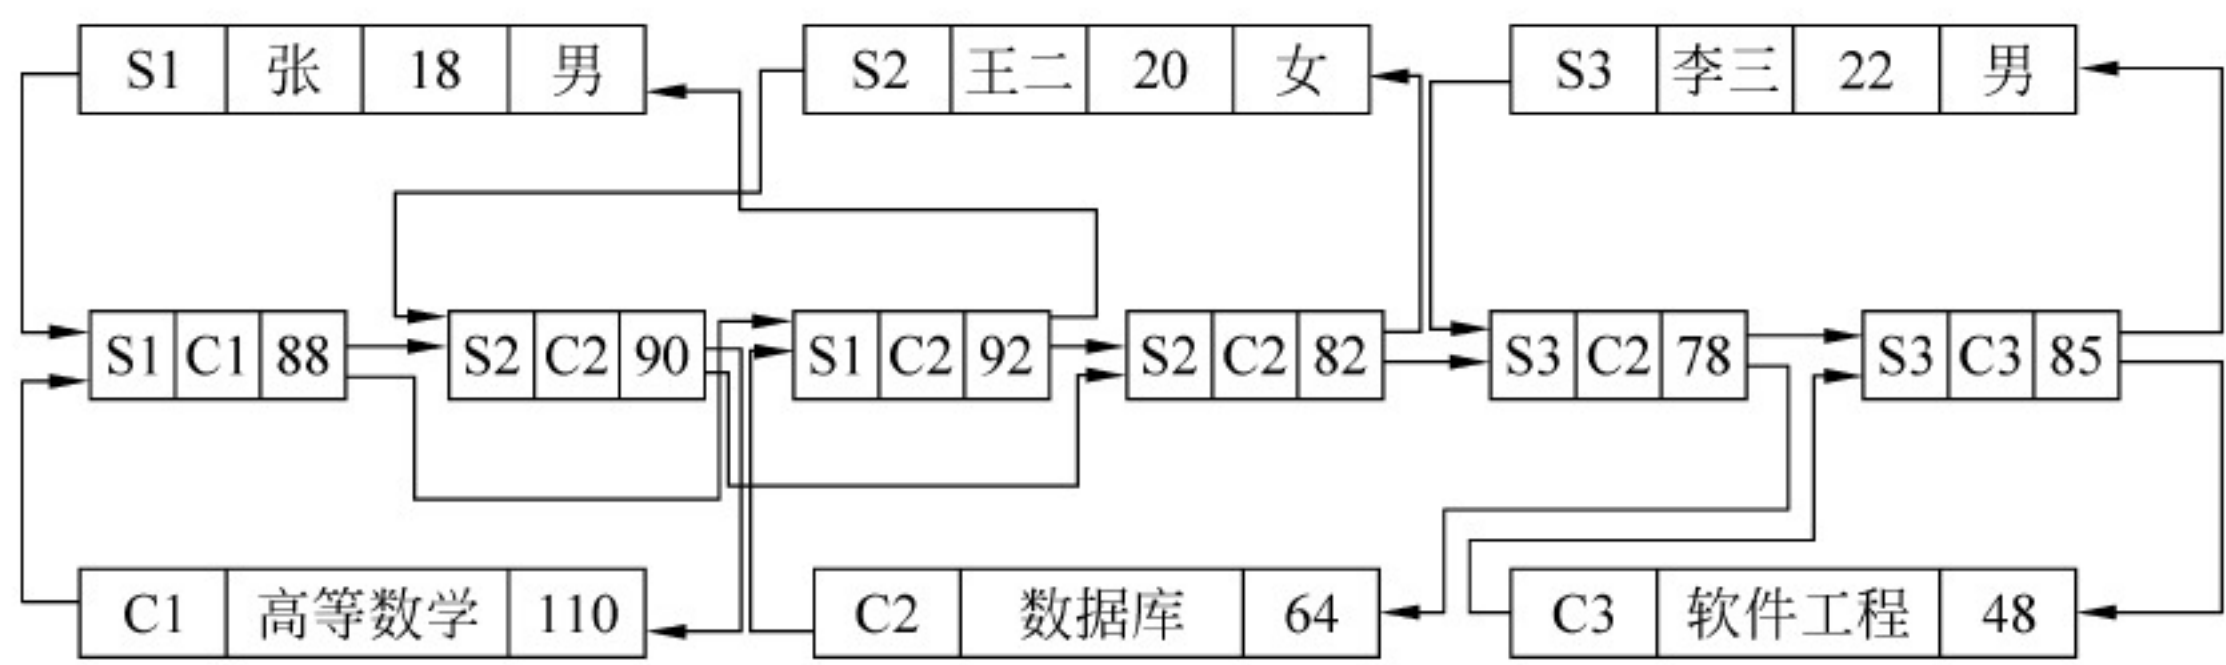 S1 张 18 男 S2 王二 20 女 S3 李三 22 男
S1 C1 88 S2 C2 90 S1 C2 92 S2 C2 82 S3 C2 78 S3 C3 85
C1 高等数学 110 C2 数据库 64 C3 软件工程 48